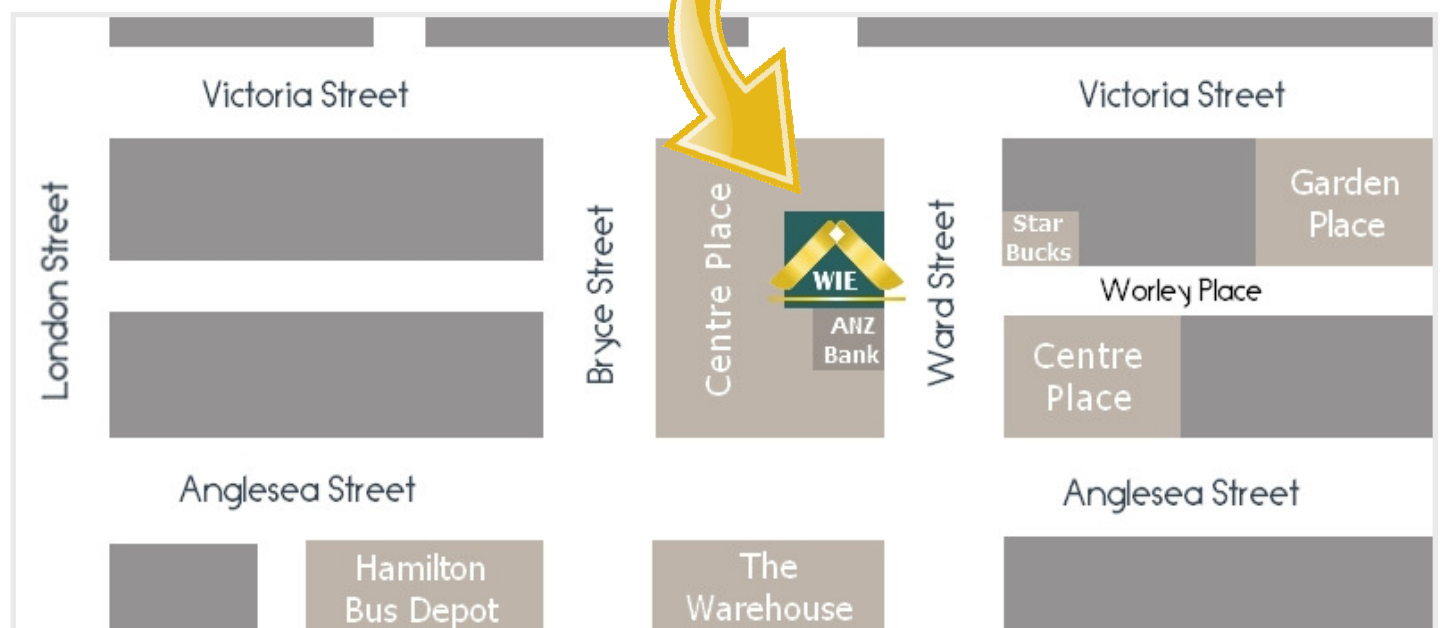 Victoria Street
Victoria Street
London Street
Bryce Street
Centre Place
WIE
ANZ
Bank
Ward Street
Star
Bucks
Garden
Place
Worley Place
Centre
Place
Anglesea Street
Anglesea Street
Hamilton
Bus Depot
The
Warehouse